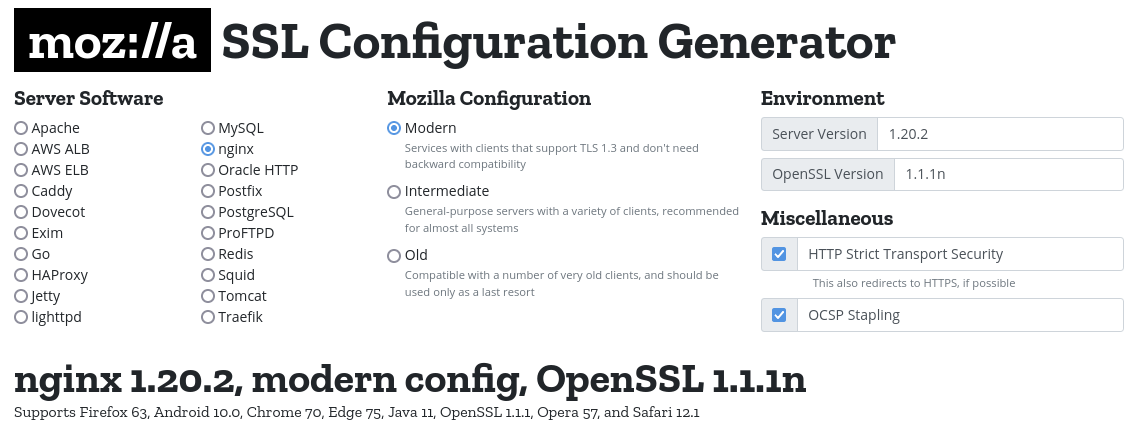 moz://a SSL Configuration Generator
Server Software
Apache
AWS ALB
AWS ELB
Caddy
Dovecot
Exim
Go
HAProxy
Jetty
lighttpd
MySQL
nginx
Oracle HTTP
Postfix
PostgreSQL
ProFTPD
Redis
Squid
Tomcat
Traefik
Mozilla Configuration
Modern
Services with clients that support TLS 1.3 and don't need
backward compatibility
Intermediate
General-purpose servers with a variety of clients, recommended
for almost all systems
Old
Compatible with a number of very old clients, and should be
used only as a last resort
Environment
Server Version 1.20.2
OpenSSL Version 1.1.1n
Miscellaneous
HTTP Strict Transport Security
This also redirects to HTTPS, if possible
OCSP Stapling
nginx 1.20.2, modern config, OpenSSL 1.1.1n
Supports Firefox 63, Android 10.0, Chrome 70, Edge 75, Java 11, OpenSSL 1.1.1, Opera 57, and Safari 12.1